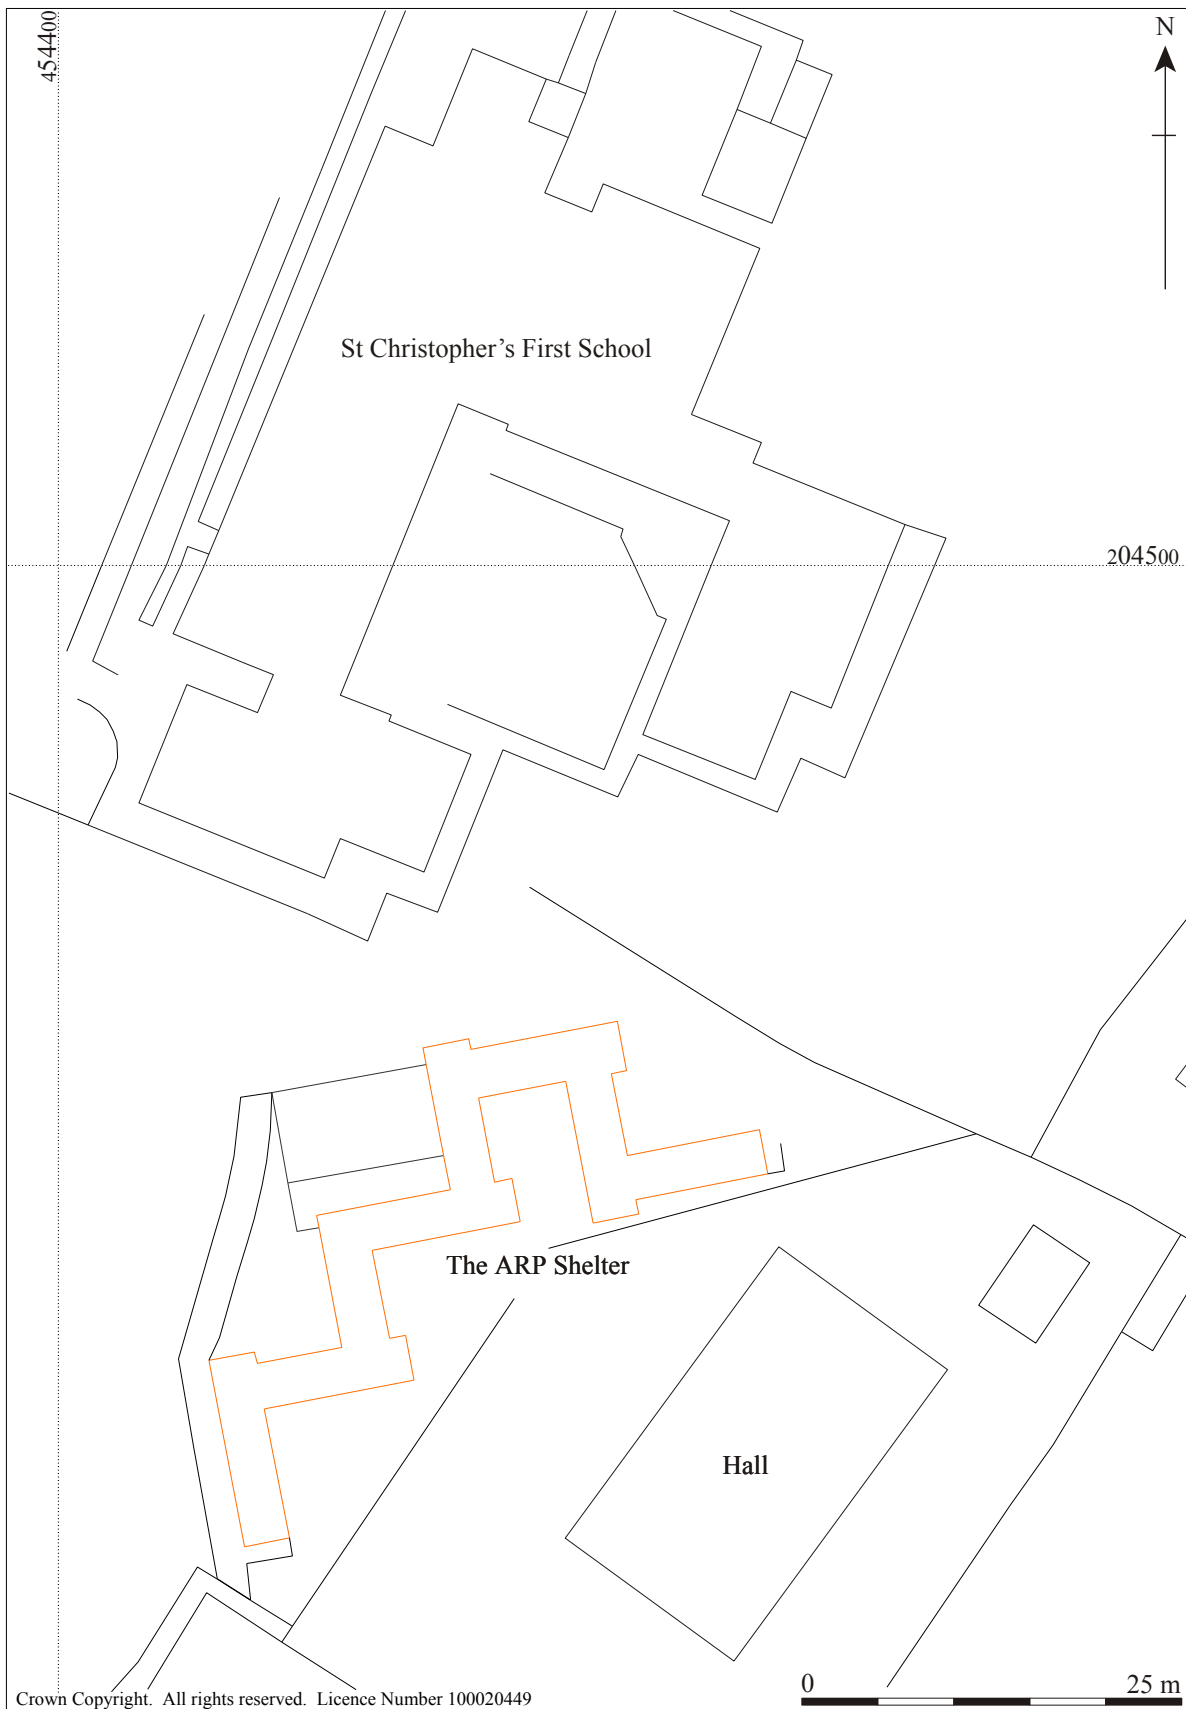 454400
N
St Christopher’s First School
204500
The ARP Shelter
Hall
0 25 m
Crown Copyright. All rights reserved. Licence Number 100020449